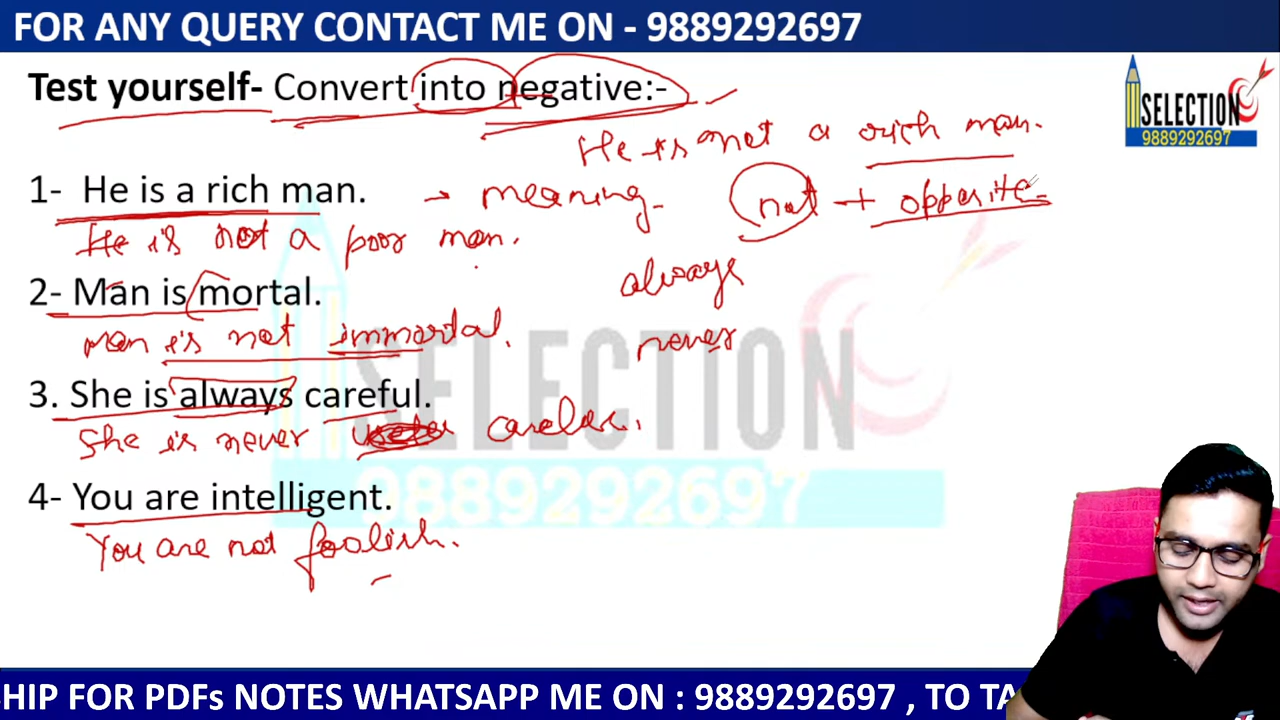 FOR ANY QUERY CONTACT ME ON - 9889292697
Test yourself- Convert into negative:-
SELECTION
9889292697
He is not a rich man.
1- He is a rich man. → meaning. not + opposite
He is not a poor man.
always
2- Man is mortal.
man is not immortal.
never
3. She is always careful.
She is never careless.
4- You are intelligent.
You are not foolish.
SELECTION
9889292697
HIP FOR PDFs NOTES WHATSAPP ME ON : 9889292697 , TO TA